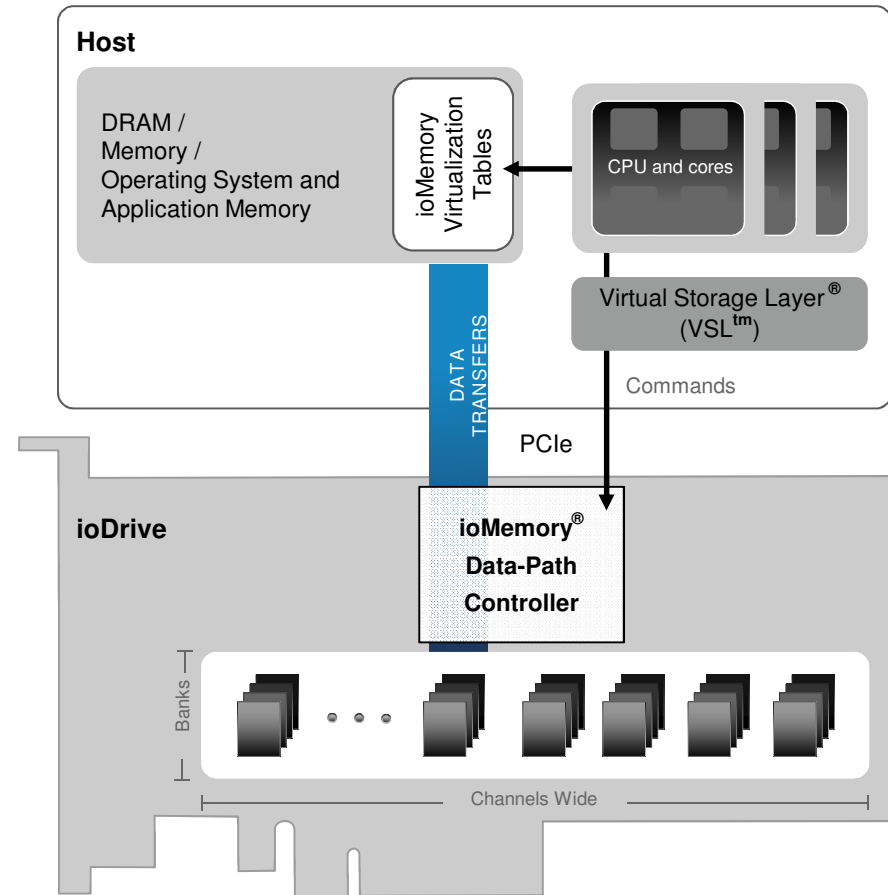 Host
DRAM /
Memory /
Operating System and
Application Memory
ioMemory
Virtualization
Tables
CPU and cores
Virtual Storage Layer®
(VSL™)
DATA
TRANSFERS
Commands
PCIe
ioDrive
ioMemory®
Data-Path
Controller
Banks
Channels Wide